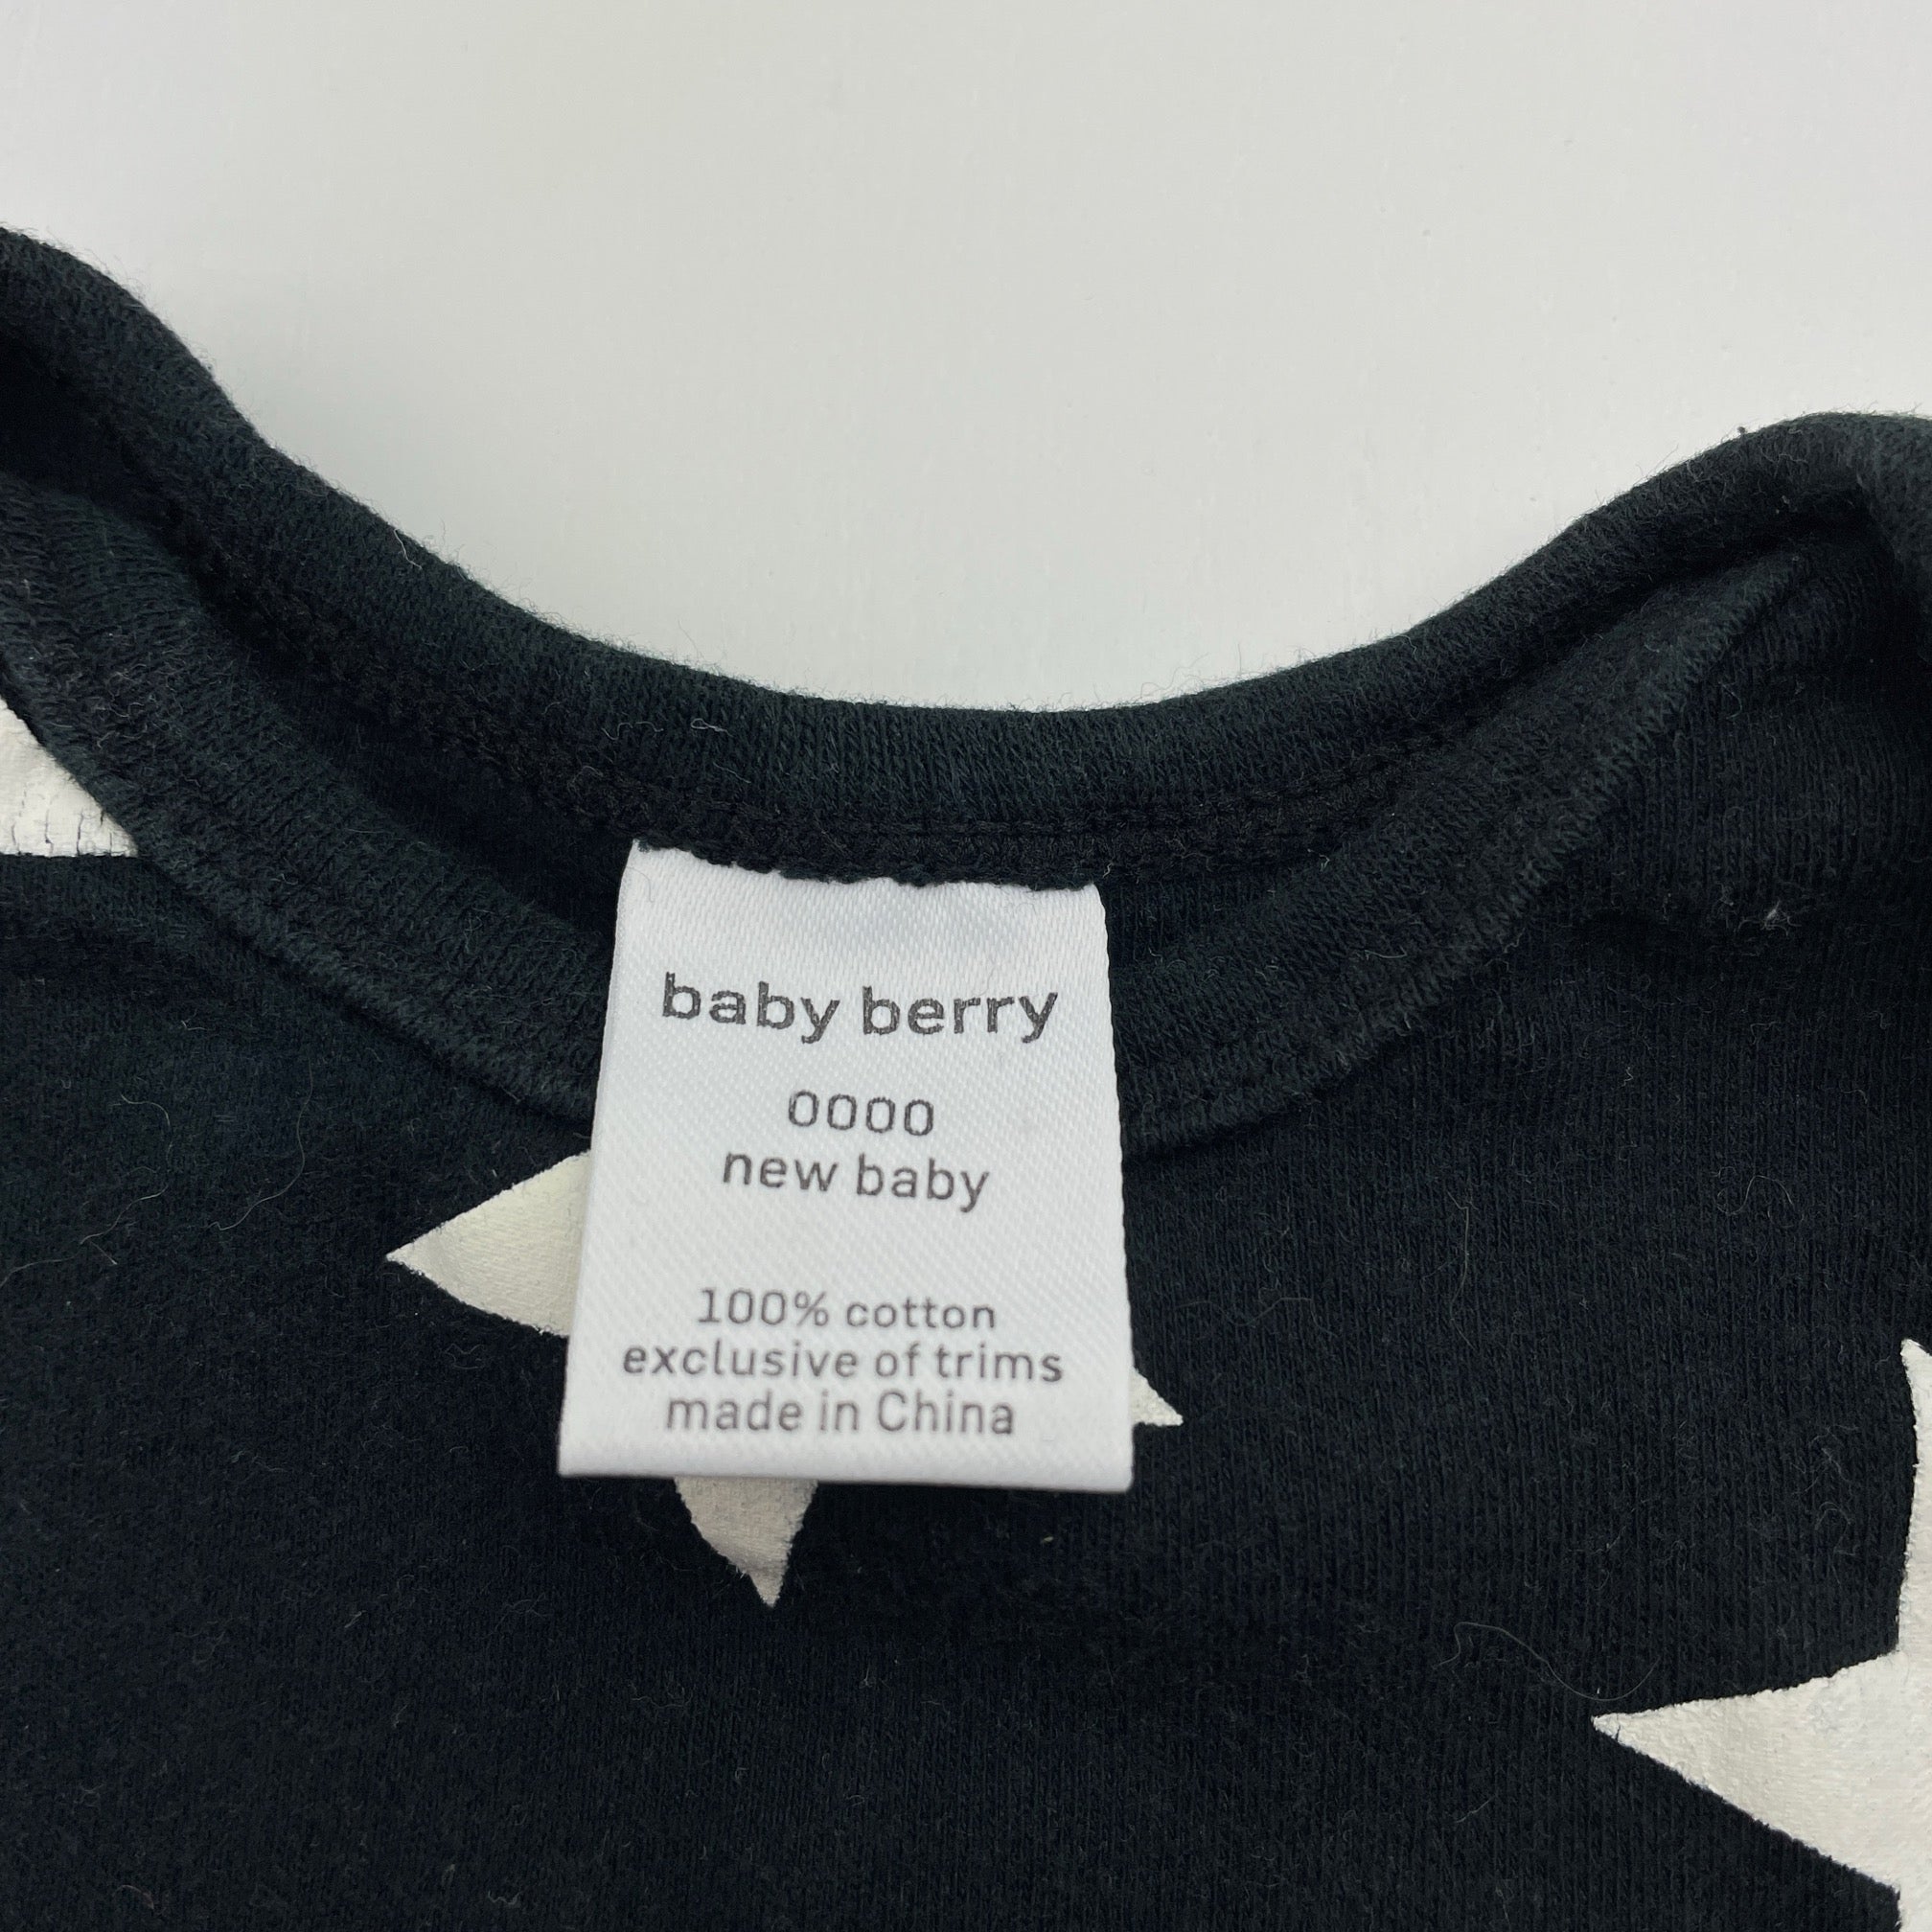 baby berry
0000
new baby
100% cotton
exclusive of trims
made in China